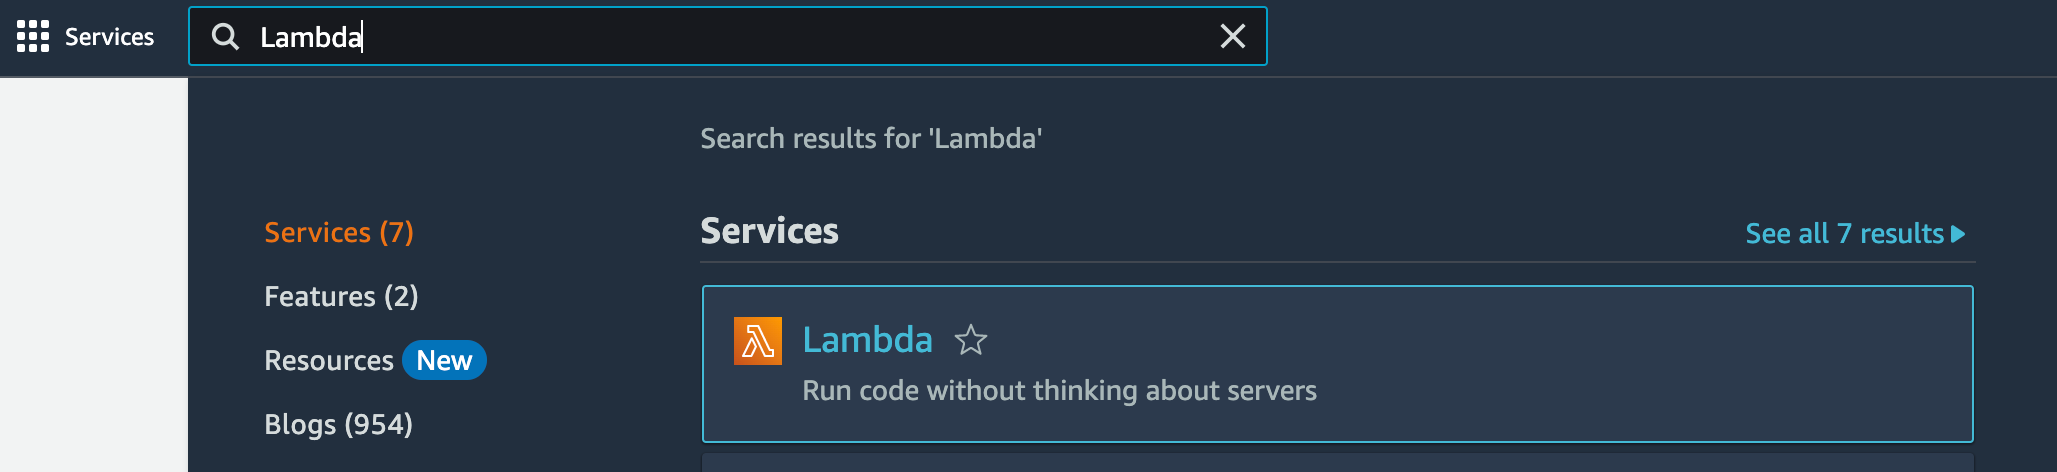 Services
Lambda
Search results for 'Lambda'
Services (7)
Features (2)
Resources New
Blogs (954)
Services
See all 7 results
Lambda
Run code without thinking about servers